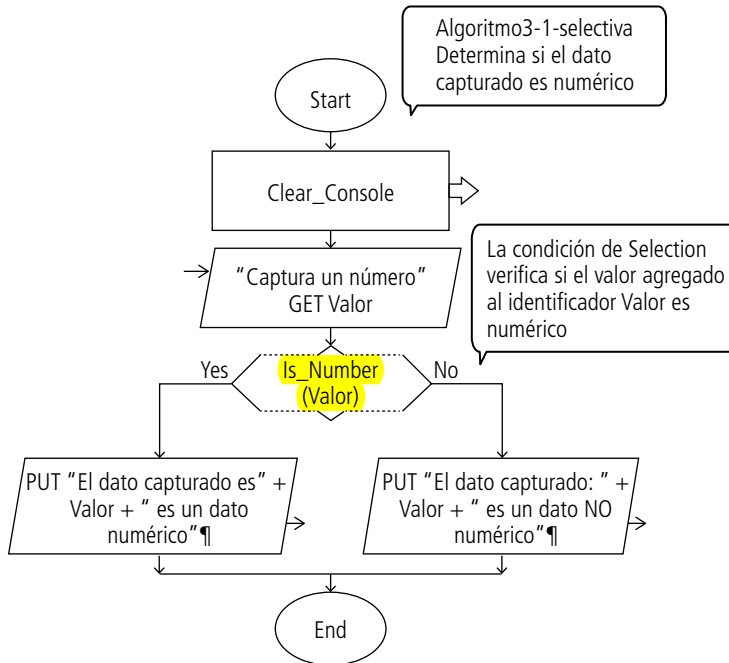 Algoritmo3-1-selectiva
Determina si el dato
capturado es numérico
Start
Clear_Console
"Captura un número"
GET Valor
La condición de Selection
verifica si el valor agregado
al identificador Valor es
numérico
Yes
Is_Number
(Valor)
No
PUT "El dato capturado es" +
Valor + " es un dato
numérico"¶
PUT "El dato capturado: " +
Valor + " es un dato NO
numérico"¶
End